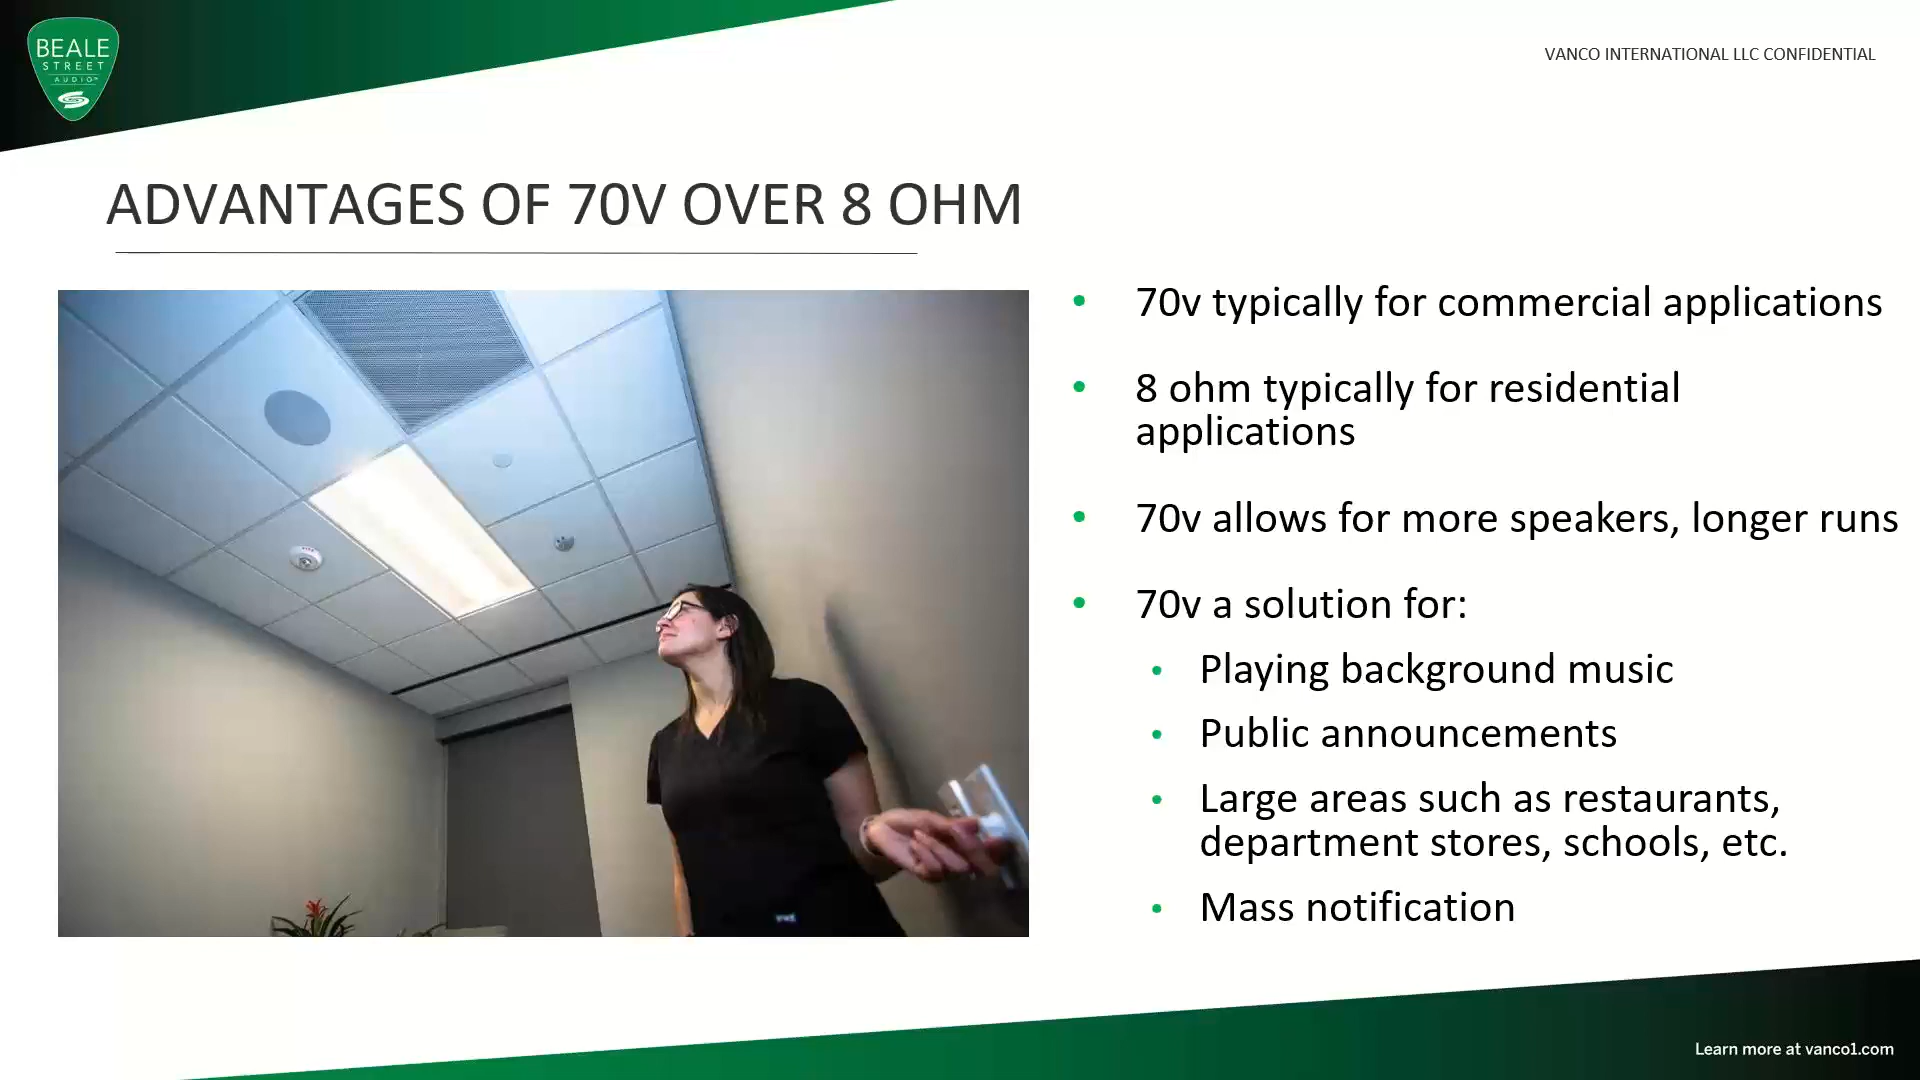 BEALE
STREET
AUDIO™
VANCO INTERNATIONAL LLC CONFIDENTIAL
ADVANTAGES OF 70V OVER 8 OHM
• 70v typically for commercial applications
• 8 ohm typically for residential
applications
• 70v allows for more speakers, longer runs
• 70v a solution for:
• Playing background music
• Public announcements
• Large areas such as restaurants,
department stores, schools, etc.
• Mass notification
Learn more at vanco1.com